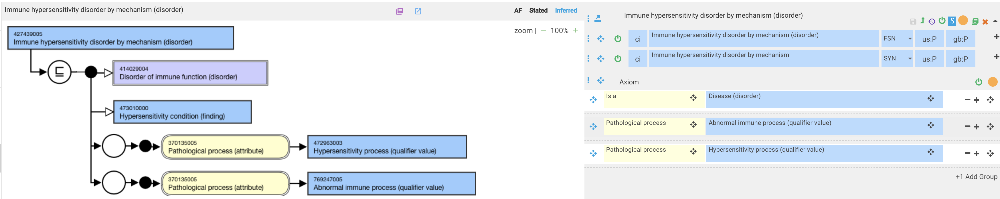 Immune hypersensitivity disorder by mechanism (disorder)
AF Stated Inferred
zoom | − 100% +
427439005
Immune hypersensitivity disorder by mechanism (disorder)
⊑
414029004
Disorder of immune function (disorder)
473010000
Hypersensitivity condition (finding)
370135005
Pathological process (attribute)
472963003
Hypersensitivity process (qualifier value)
370135005
Pathological process (attribute)
769247005
Abnormal immune process (qualifier value)
Immune hypersensitivity disorder by mechanism (disorder)
S
ci Immune hypersensitivity disorder by mechanism (disorder) FSN us:P gb:P
ci Immune hypersensitivity disorder by mechanism SYN us:P gb:P
Axiom
Is a Disease (disorder)
Pathological process Abnormal immune process (qualifier value)
Pathological process Hypersensitivity process (qualifier value)
+1 Add Group